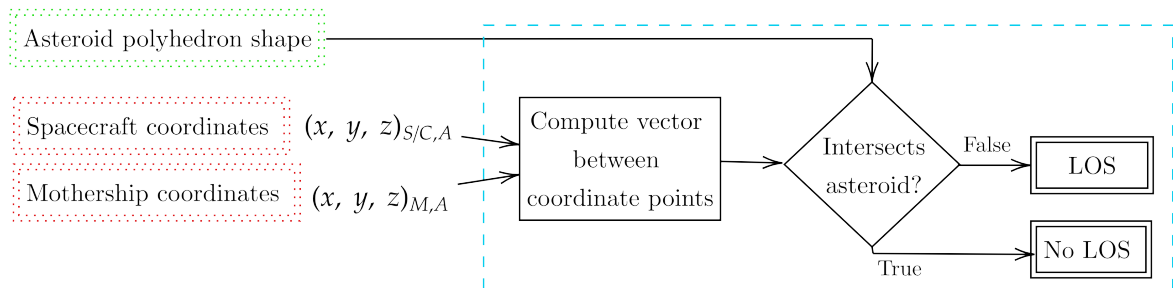 Asteroid polyhedron shape
Spacecraft coordinates (x, y, z)S/C,A
Mothership coordinates (x, y, z)M,A
Compute vector
between
coordinate points
Intersects
asteroid?
False
LOS
True
No LOS